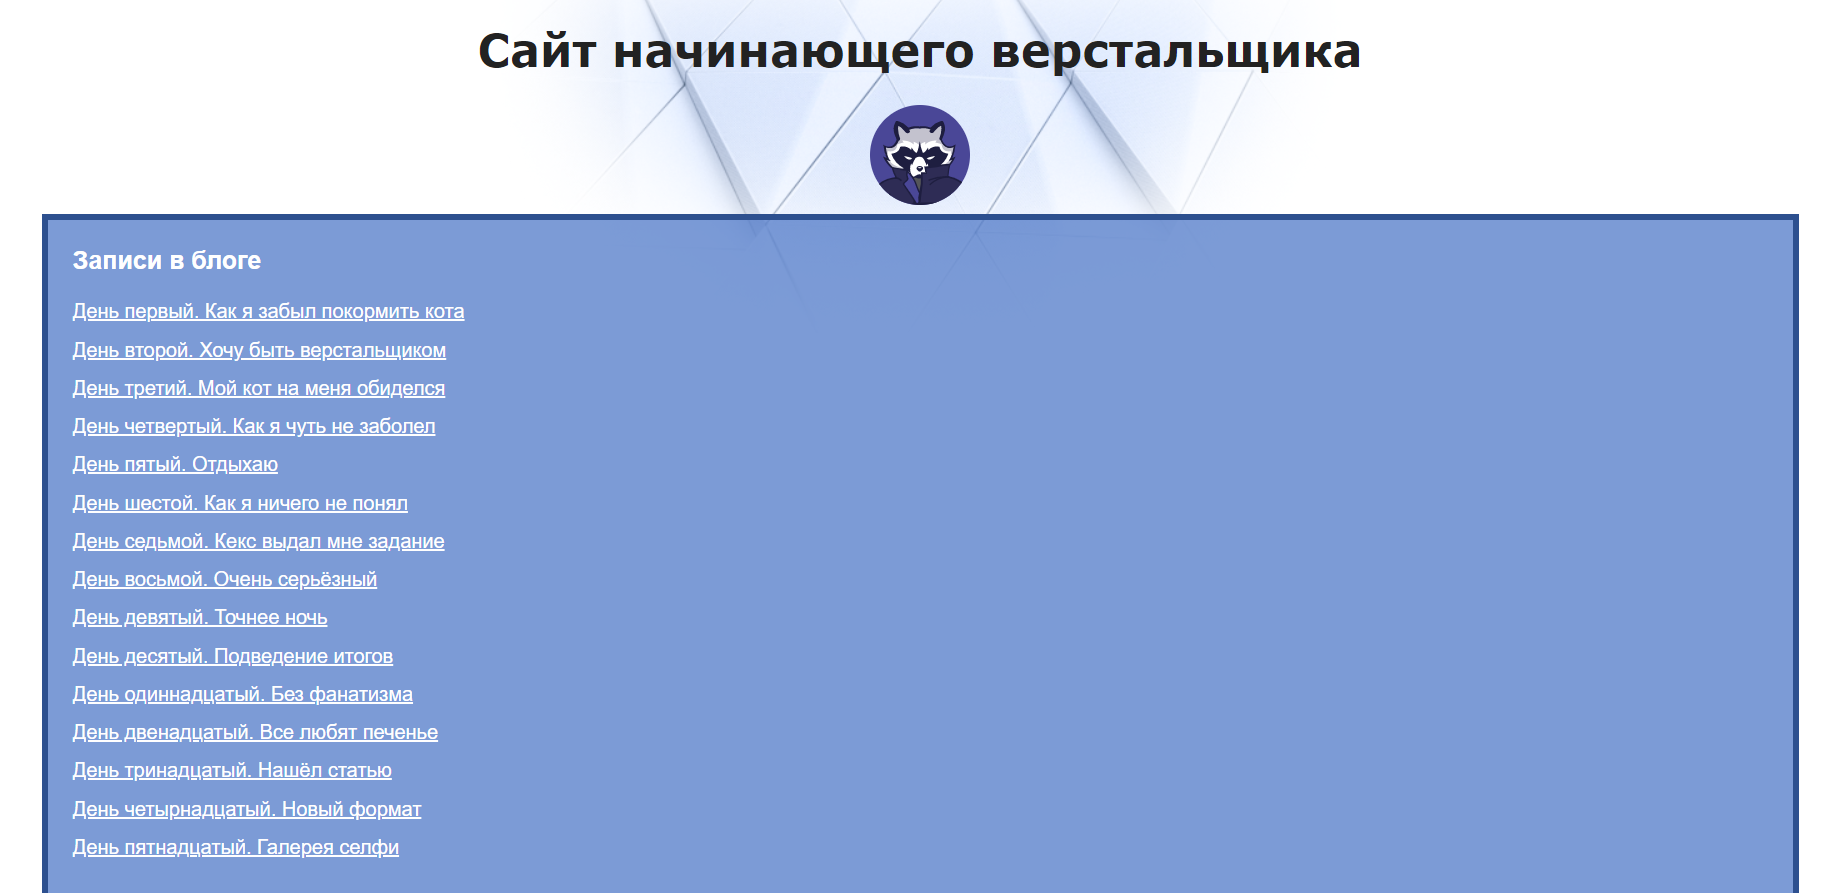 Сайт начинающего верстальщика
Записи в блоге
День первый. Как я забыл покормить кота
День второй. Хочу быть верстальщиком
День третий. Мой кот на меня обиделся
День четвертый. Как я чуть не заболел
День пятый. Отдыхаю
День шестой. Как я ничего не понял
День седьмой. Кекс выдал мне задание
День восьмой. Очень серьёзный
День девятый. Точнее ночь
День десятый. Подведение итогов
День одиннадцатый. Без фанатизма
День двенадцатый. Все любят печенье
День тринадцатый. Нашёл статью
День четырнадцатый. Новый формат
День пятнадцатый. Галерея селфи